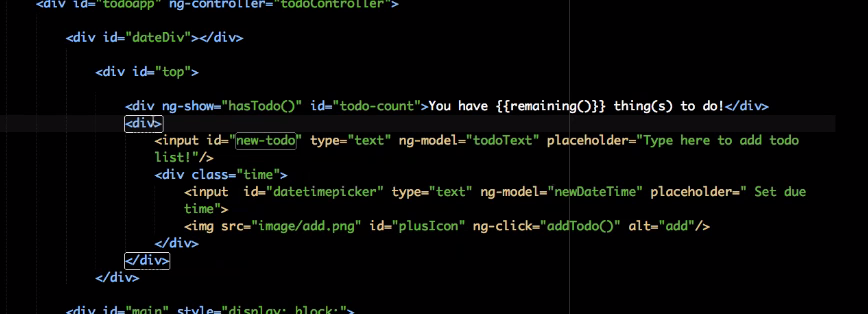 <div id="todoapp" ng-controller="todoController">
<div id="dateDiv"></div>
<div id="top">
<div ng-show="hasTodo()" id="todo-count">You have {{remaining()}} thing(s) to do!</div>
<div>
<input id="new-todo" type="text" ng-model="todoText" placeholder="Type here to add todo
list!"/>
<div class="time">
<input  id="datetimepicker" type="text" ng-model="newDateTime" placeholder=" Set due
time">
<img src="image/add.png" id="plusIcon" ng-click="addTodo()" alt="add"/>
</div>
</div>
</div>
<div id="main" style="display: block;">